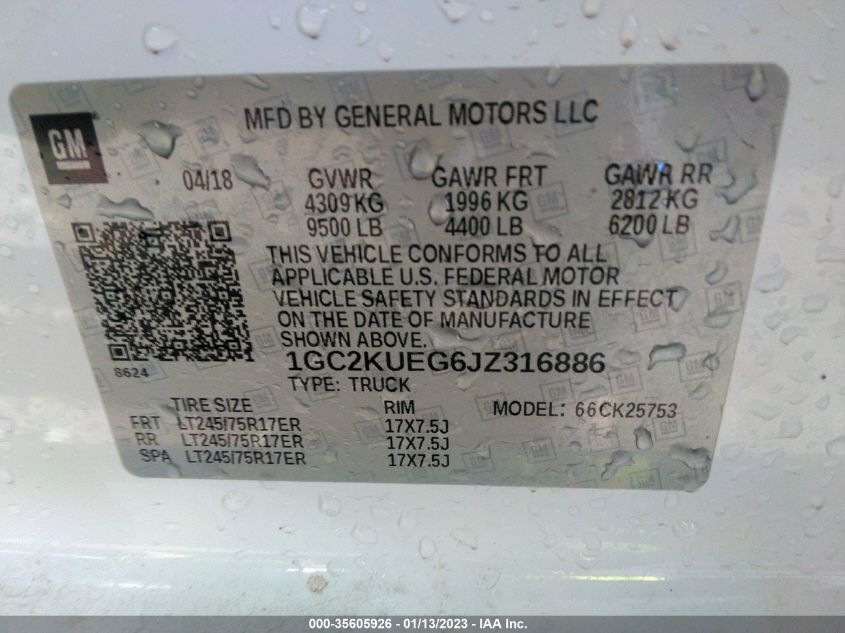 GM
MFD BY GENERAL MOTORS LLC
04/18 GVWR GAWR FRT GAWR RR
4309 KG 1996 KG 2812 KG
9500 LB 4400 LB 6200 LB
THIS VEHICLE CONFORMS TO ALL
APPLICABLE U.S. FEDERAL MOTOR
VEHICLE SAFETY STANDARDS IN EFFECT
ON THE DATE OF MANUFACTURE
SHOWN ABOVE.
8624
1GC2KUEG6JZ316886
TYPE: TRUCK
TIRE SIZE RIM MODEL: 66CK25753
FRT LT245/75R17ER 17X7.5J
RR LT245/75R17ER 17X7.5J
SPA LT245/75R17ER 17X7.5J
000-35605926 - 01/13/2023 - IAA Inc.